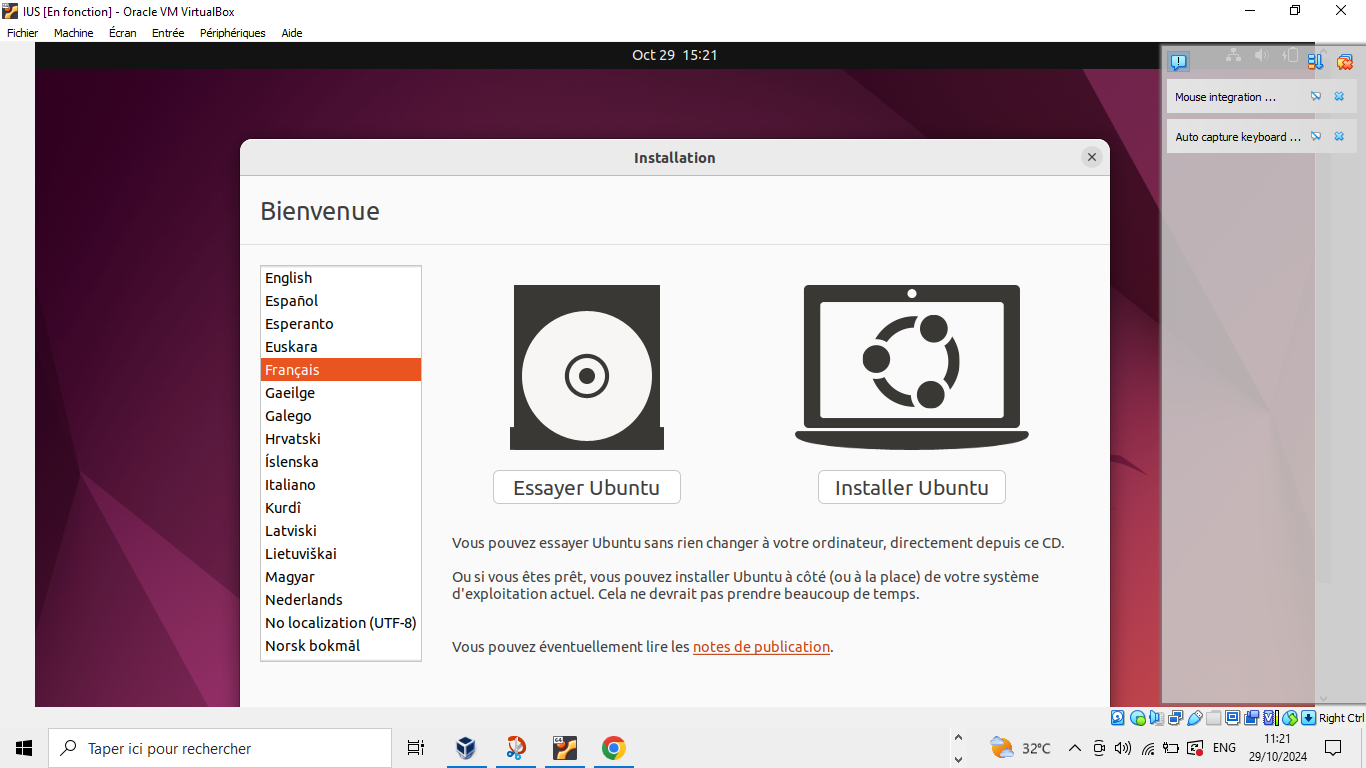 IUS [En fonction] - Oracle VM VirtualBox
Fichier Machine Écran Entrée Périphériques Aide
Oct 29 15:21
Mouse integration ...
Auto capture keyboard ...
Installation
Bienvenue
English
Español
Esperanto
Euskara
Français
Gaeilge
Galego
Hrvatski
Íslenska
Italiano
Kurdî
Latviski
Lietuviškai
Magyar
Nederlands
No localization (UTF-8)
Norsk bokmål
Essayer Ubuntu
Installer Ubuntu
Vous pouvez essayer Ubuntu sans rien changer à votre ordinateur, directement depuis ce CD.
Ou si vous êtes prêt, vous pouvez installer Ubuntu à côté (ou à la place) de votre système
d'exploitation actuel. Cela ne devrait pas prendre beaucoup de temps.
Vous pouvez éventuellement lire les notes de publication.
Right Ctrl
Taper ici pour rechercher
32°C
ENG
11:21
29/10/2024